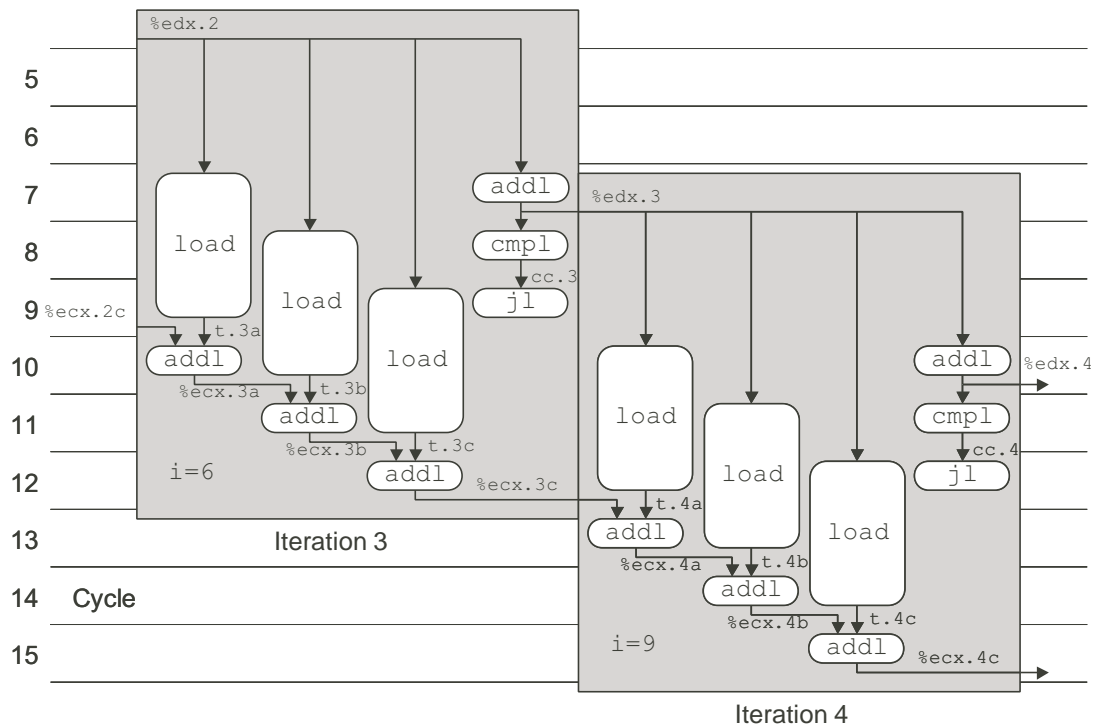 %edx.2
5
6
7
addl
%edx.3
8
load
cmpl
load
cc.3
9
%ecx.2c
t.3a
jl
10
addl
load
addl
%edx.4
%ecx.3a
t.3b
11
addl
load
cmpl
%ecx.3b
t.3c
load
cc.4
12
i=6
addl
%ecx.3c
jl
t.4a
load
13
Iteration 3
addl
%ecx.4a
t.4b
14
Cycle
addl
%ecx.4b
t.4c
15
i=9
addl
%ecx.4c
Iteration 4